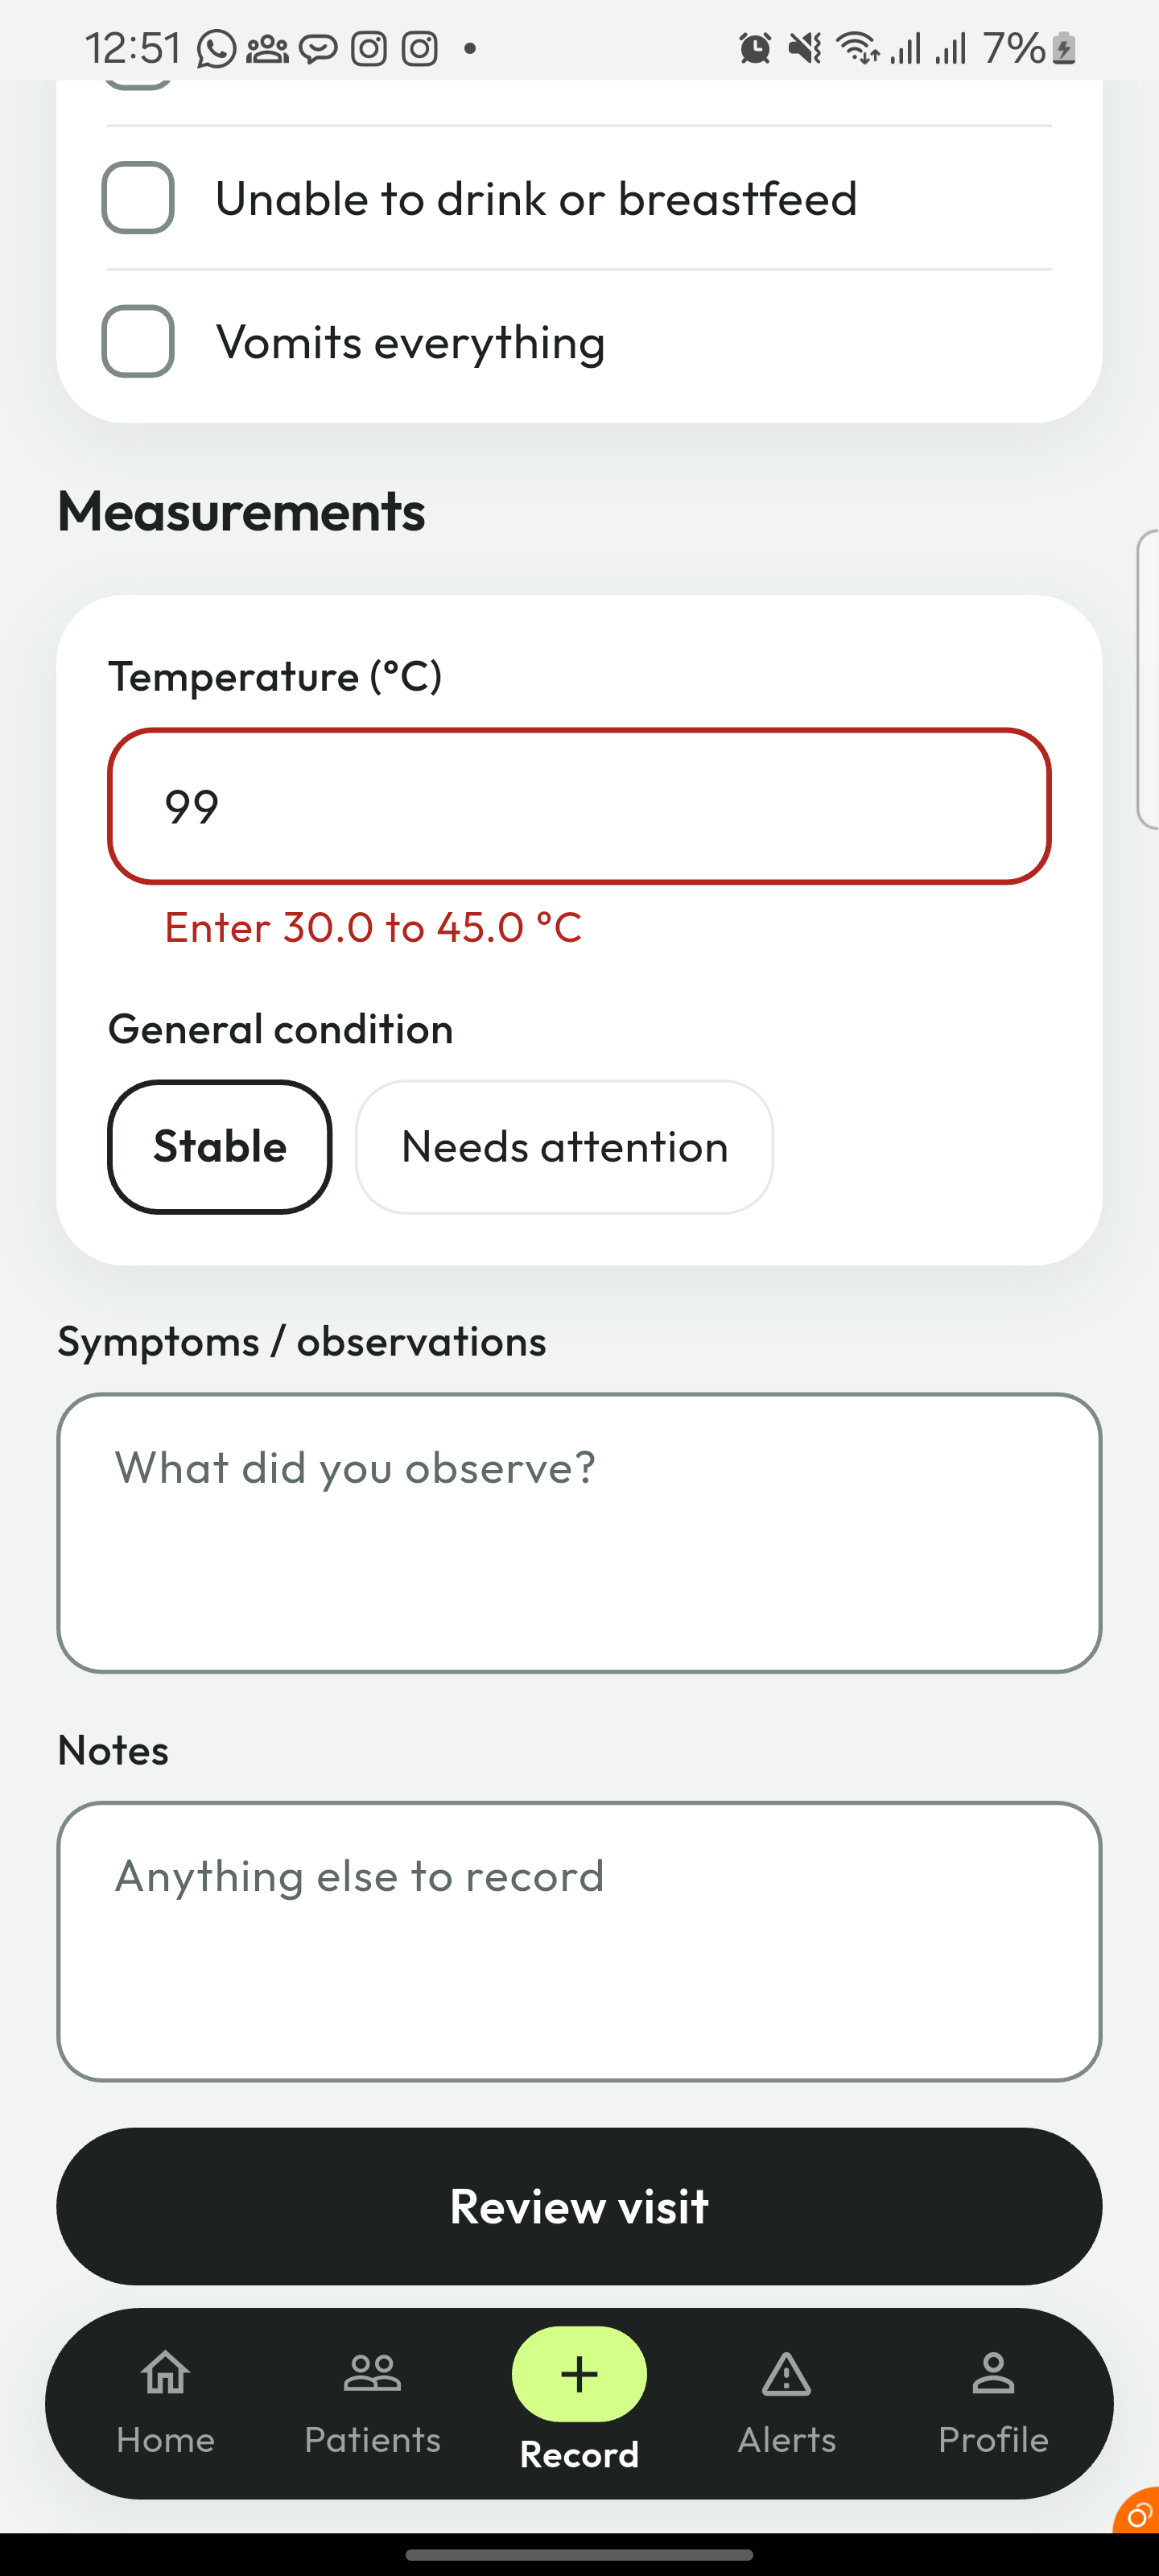 12:51
7%
Unable to drink or breastfeed
Vomits everything
Measurements
Temperature (°C)
99
Enter 30.0 to 45.0 °C
General condition
Stable
Needs attention
Symptoms / observations
What did you observe?
Notes
Anything else to record
Review visit
Home
Patients
Record
Alerts
Profile